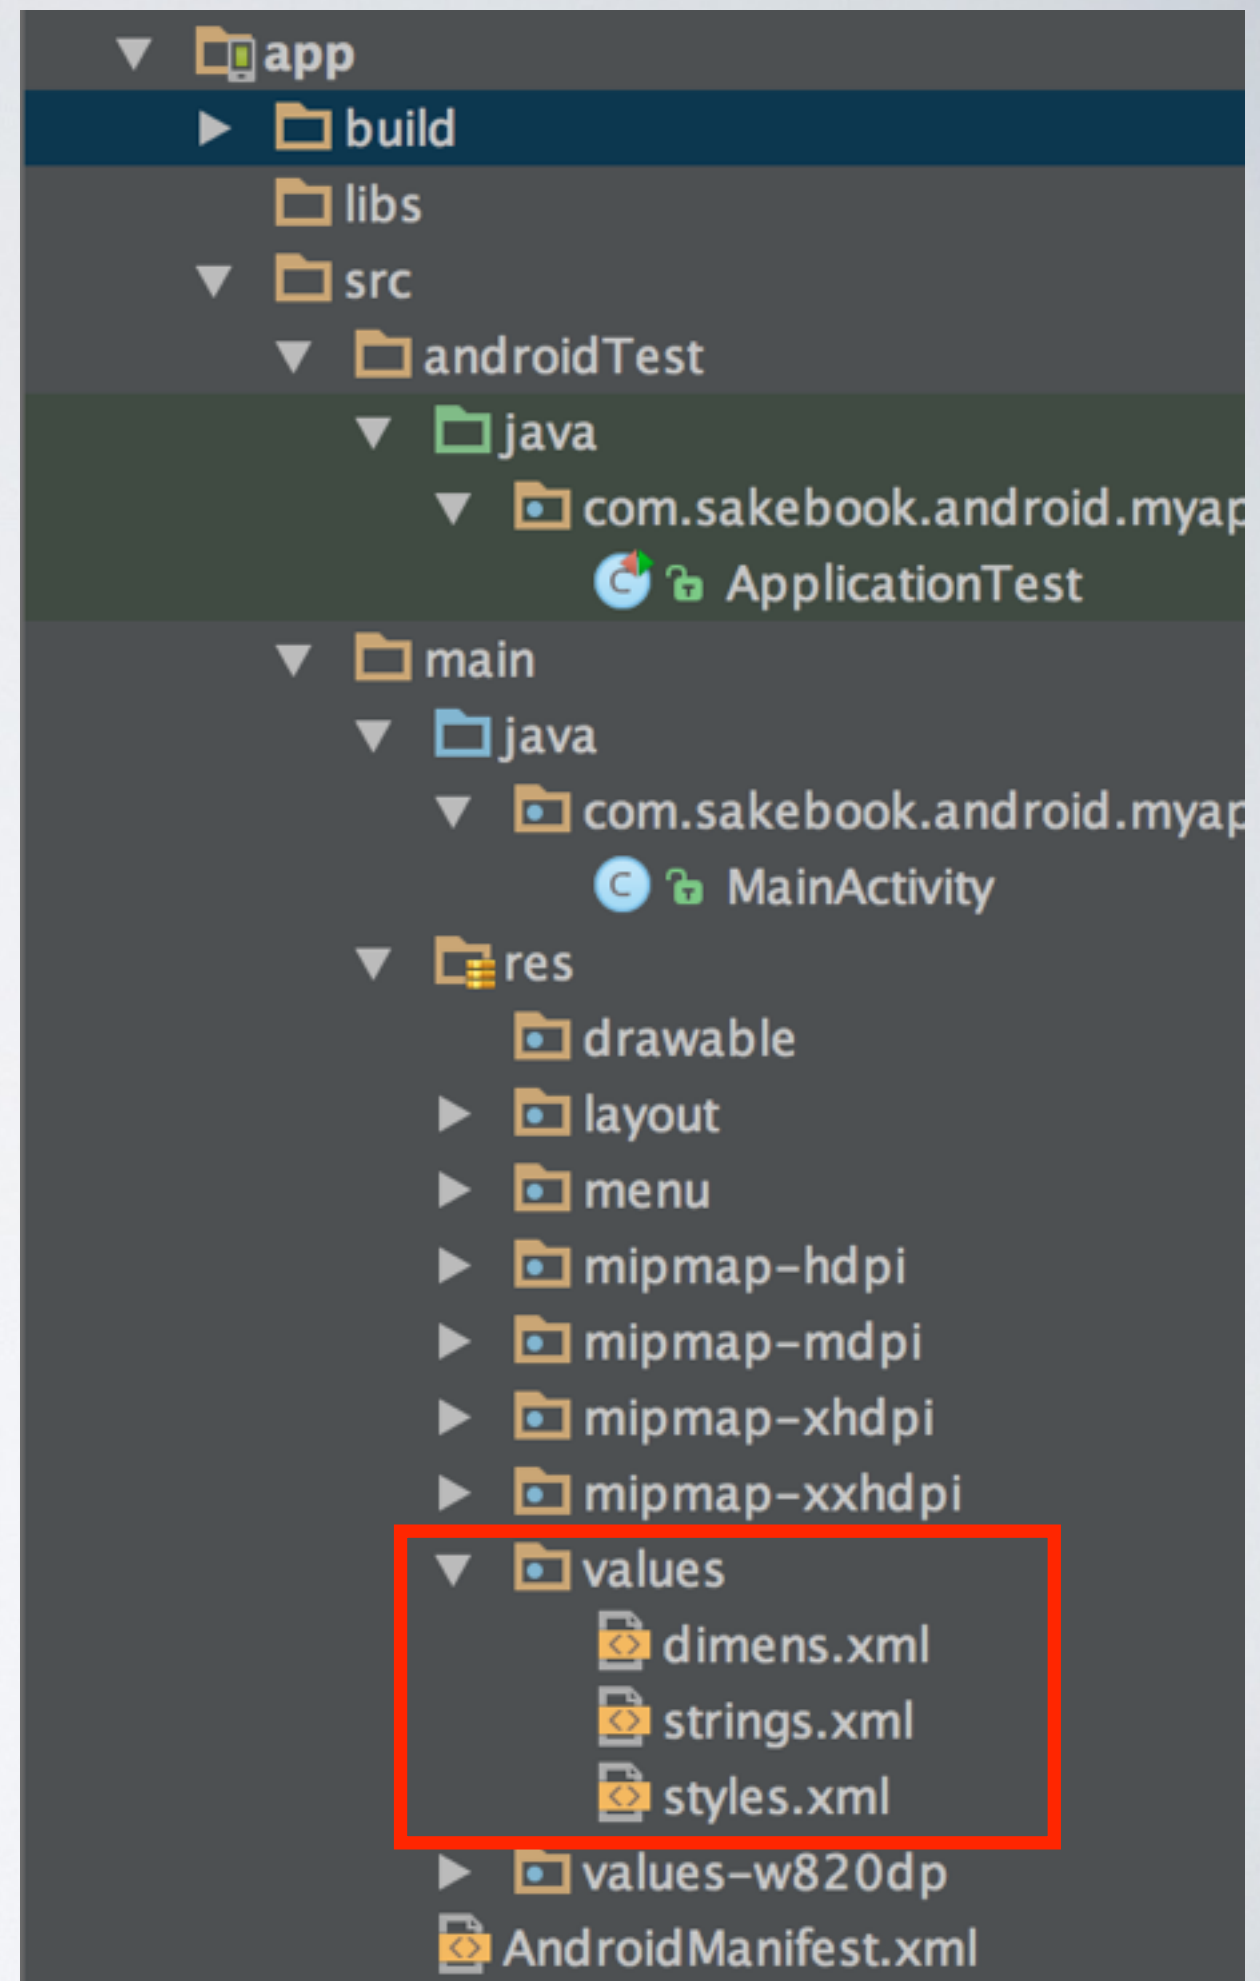 app
build
libs
src
androidTest
java
com.sakebook.android.myap
ApplicationTest
main
java
com.sakebook.android.myap
MainActivity
res
drawable
layout
menu
mipmap-hdpi
mipmap-mdpi
mipmap-xhdpi
mipmap-xxhdpi
values
dimens.xml
strings.xml
styles.xml
values-w820dp
AndroidManifest.xml